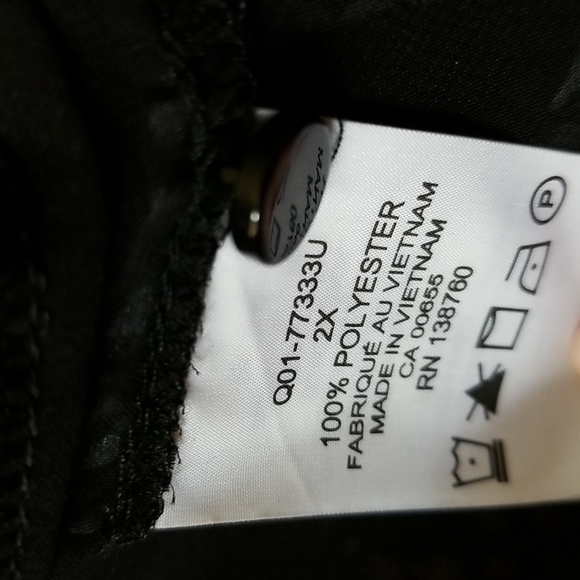 Q01-77333U
2X
100% POLYESTER
FABRIQUÉ AU VIETNAM
MADE IN VIETNAM
CA 00655
RN 138760
P